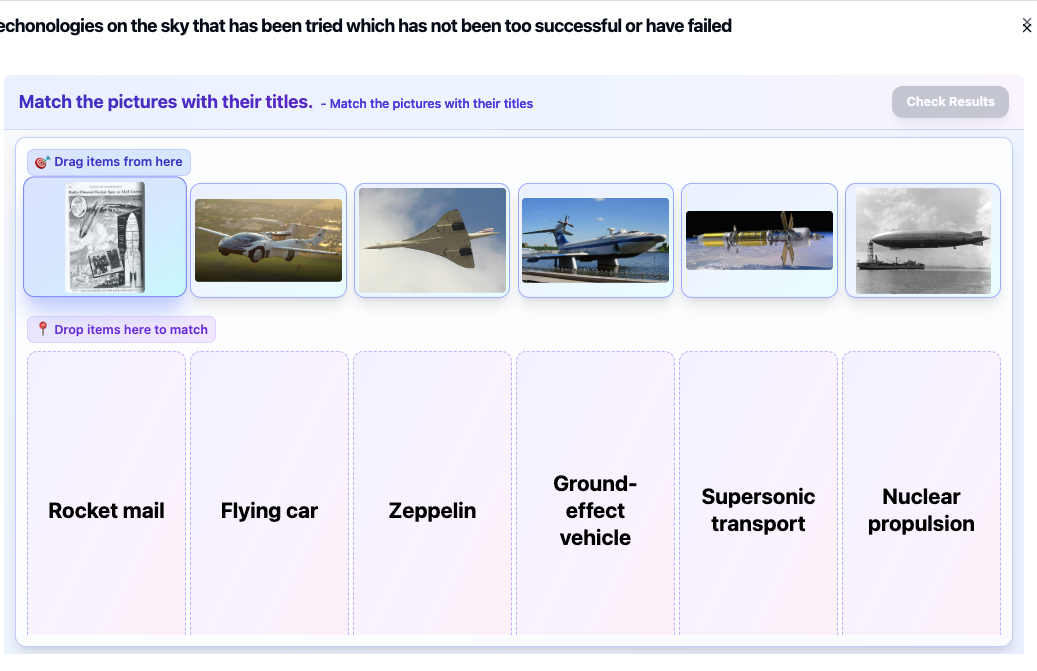 echonologies on the sky that has been tried which has not been too successful or have failed
Match the pictures with their titles. - Match the pictures with their titles
Check Results
Drag items from here
Drop items here to match
Rocket mail
Flying car
Zeppelin
Ground-
effect
vehicle
Supersonic
transport
Nuclear
propulsion